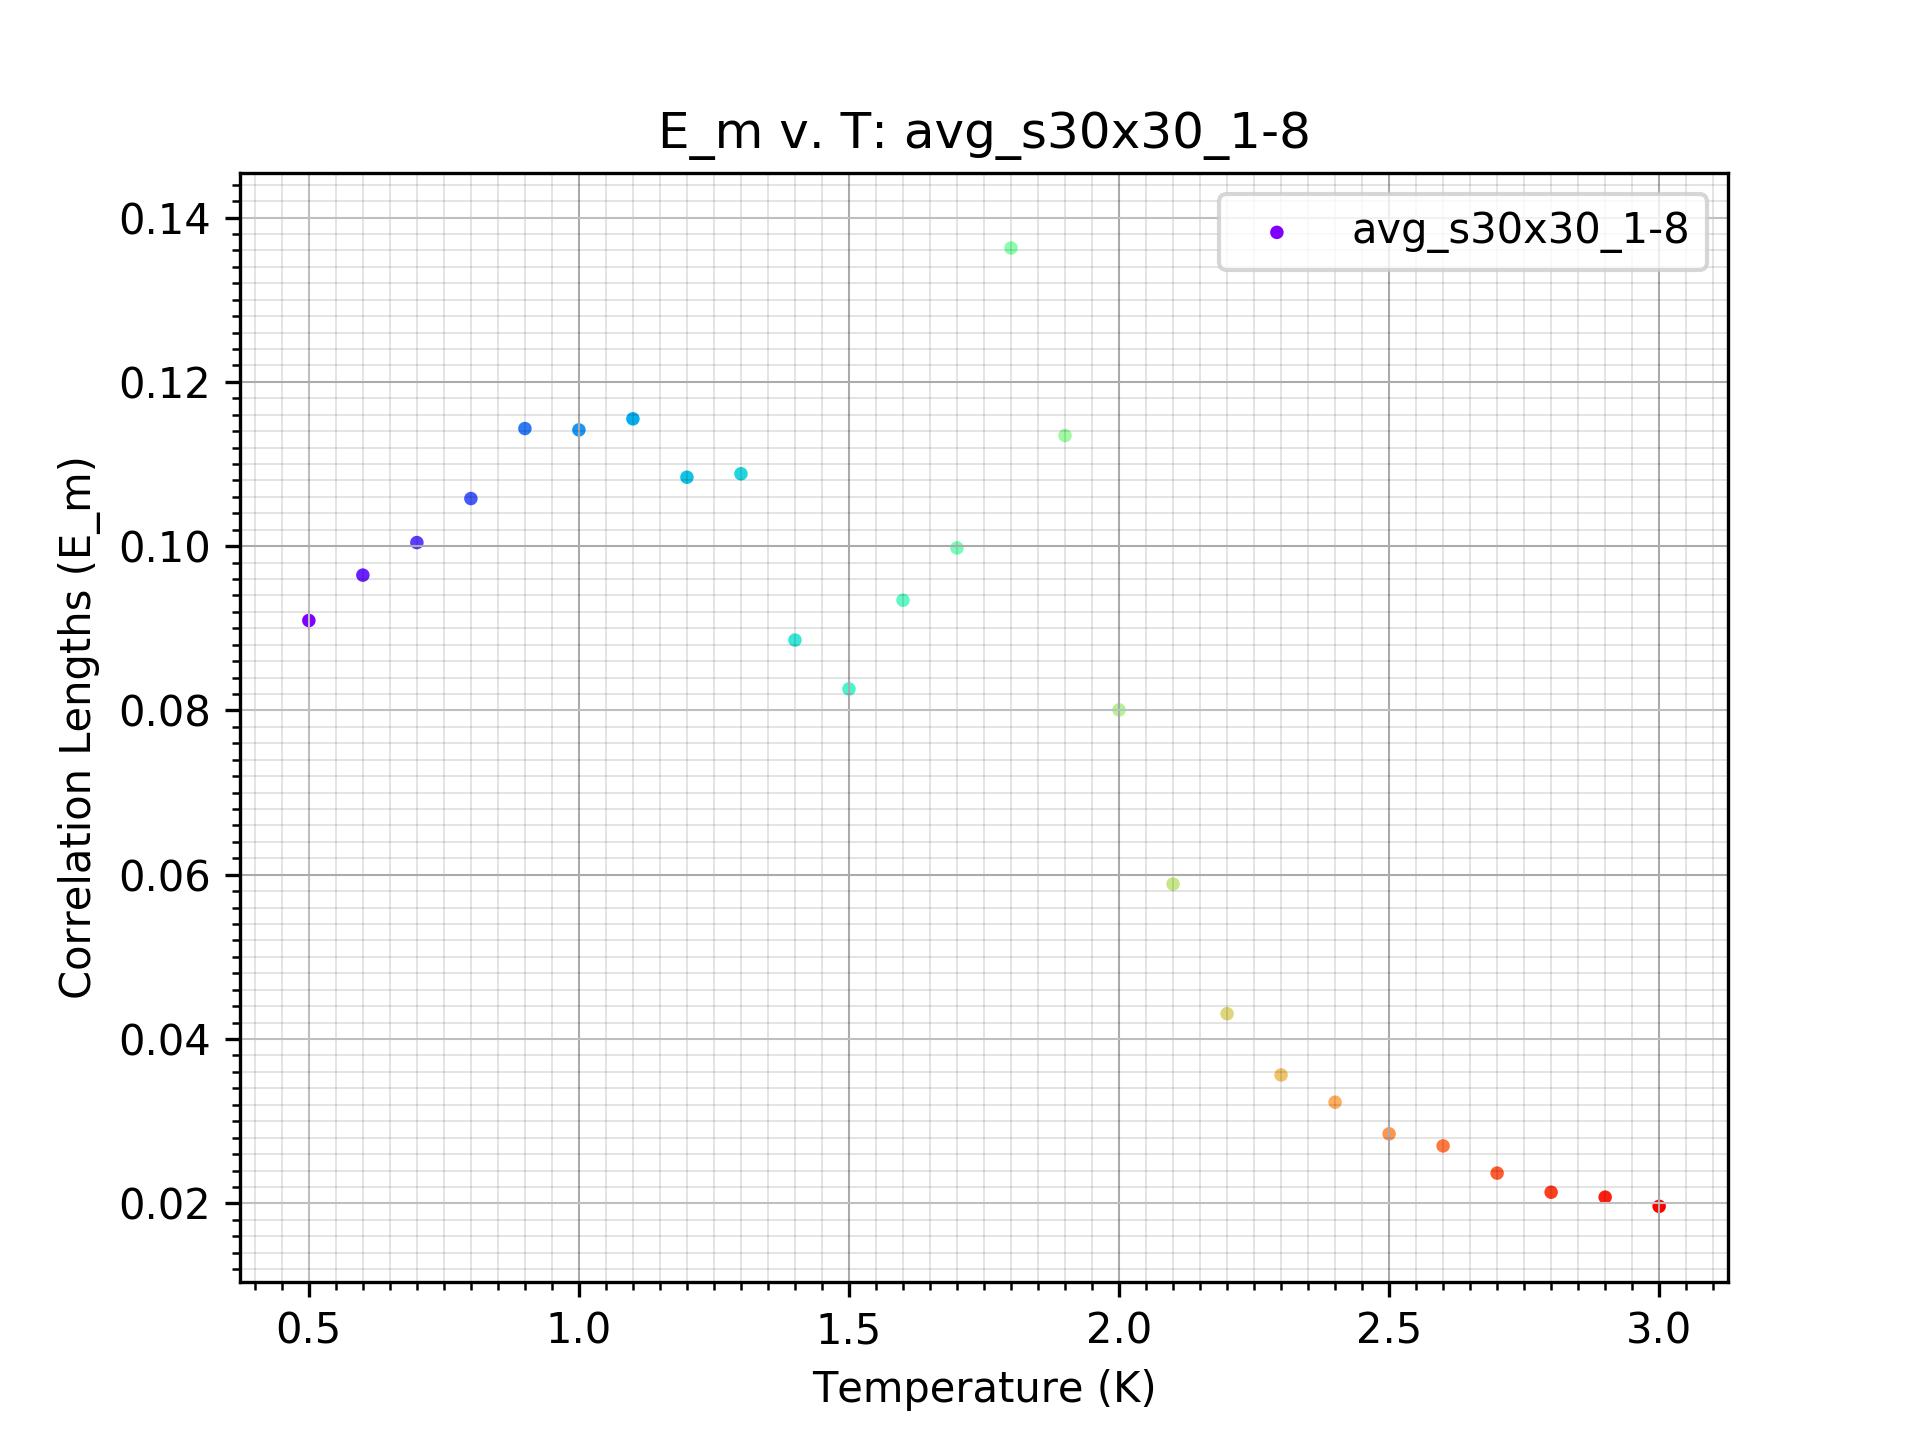 E_m v. T: avg_s30x30_1-8
avg_s30x30_1-8
0.14
0.12
0.10
0.08
0.06
0.04
0.02
Correlation Lengths (E_m)
0.5 1.0 1.5 2.0 2.5 3.0
Temperature (K)